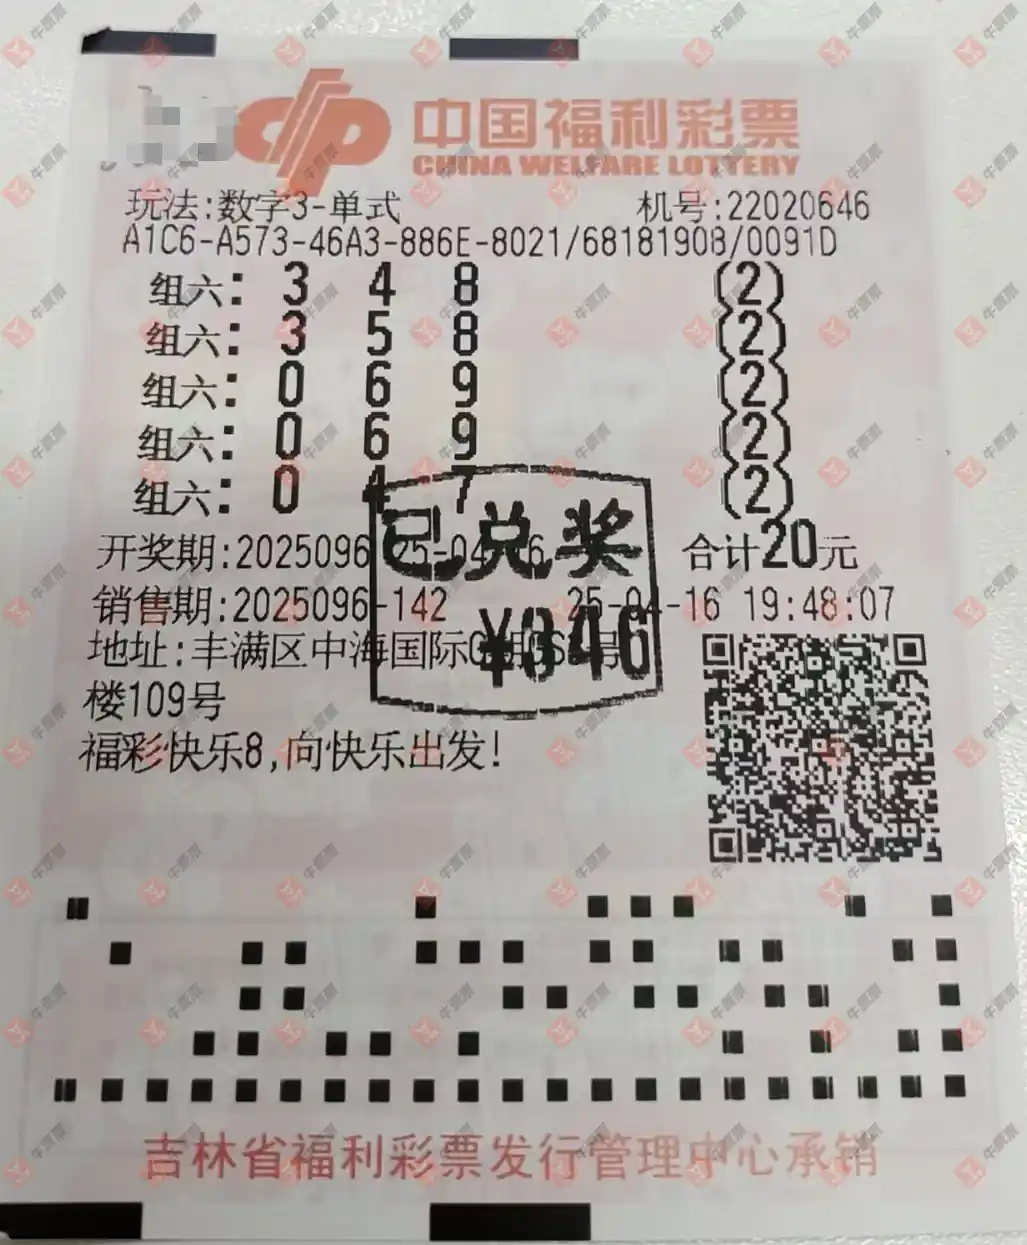 中国福利彩票
CHINA WELFARE LOTTERY
玩法:数字3-单式 机号:22020646
A1C6-A573-46A3-886E-8021/68181908/0091D
组六: 3 4 8 (2)
组六: 3 5 8 (2)
组六: 0 6 9 (2)
组六: 0 6 9 (2)
组六: 0 4 7 (2)
已兑奖
¥346
开奖期:2025096 25-04-16 合计20元
销售期:2025096-142 25-04-16 19:48:07
地址:丰满区中海国际 号
楼109号
福彩快乐8,向快乐出发!
吉林省福利彩票发行管理中心承销